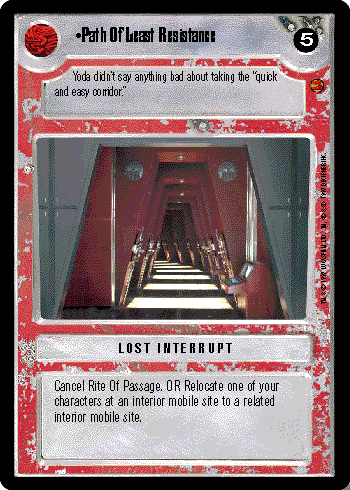 •Path Of Least Resistance
5
Yoda didn't say anything bad about taking the "quick
and easy corridor."
LOST INTERRUPT
Cancel Rite Of Passage. OR Relocate one of your
characters at an interior mobile site to a related
interior mobile site.